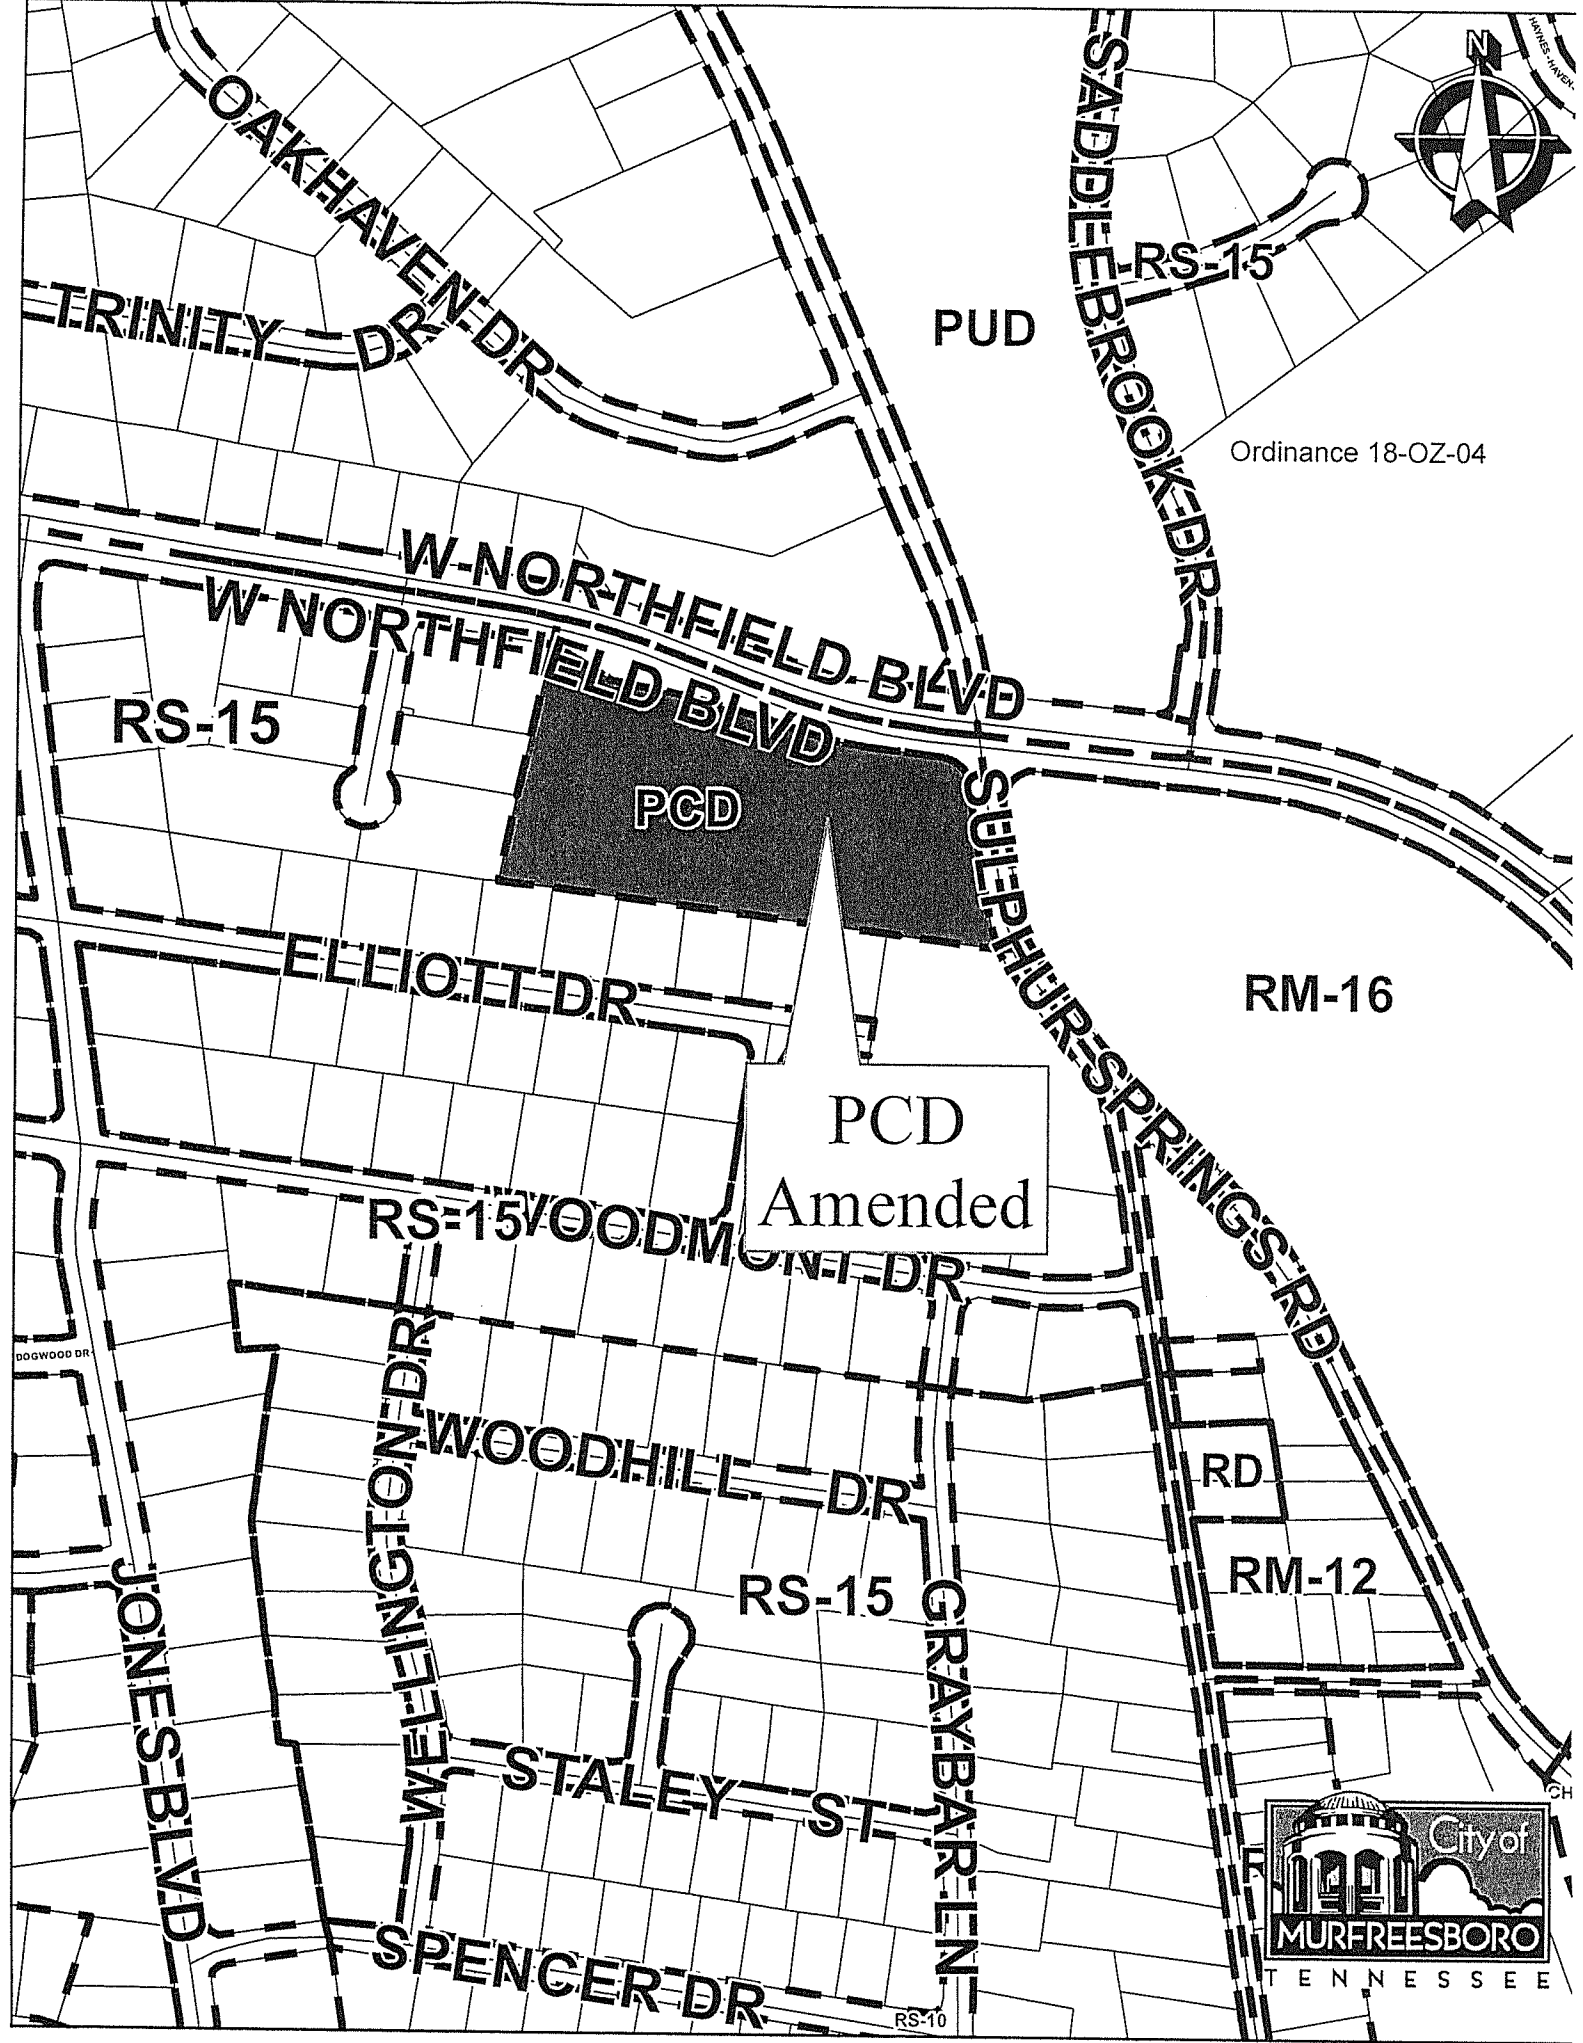 HAYNES-HAVEN
N
OAKHAVEN DR
SADDLEBROOK DR
RS-15
TRINITY DR
PUD
Ordinance 18-OZ-04
W NORTHFIELD BLVD
W NORTHFIELD BLVD
RS-15
PCD
SULPHUR SPRINGS RD
ELLIOTT DR
RM-16
PCD
Amended
RS-15
WOODMONT DR
DOGWOOD DR
WELLINGTON DR
WOODHILL DR
RD
RM-12
RS-15
JONES BLVD
GRAYBAR LN
STALEY ST
CH
City of
MURFREESBORO
TENNESSEE
SPENCER DR
RS-10